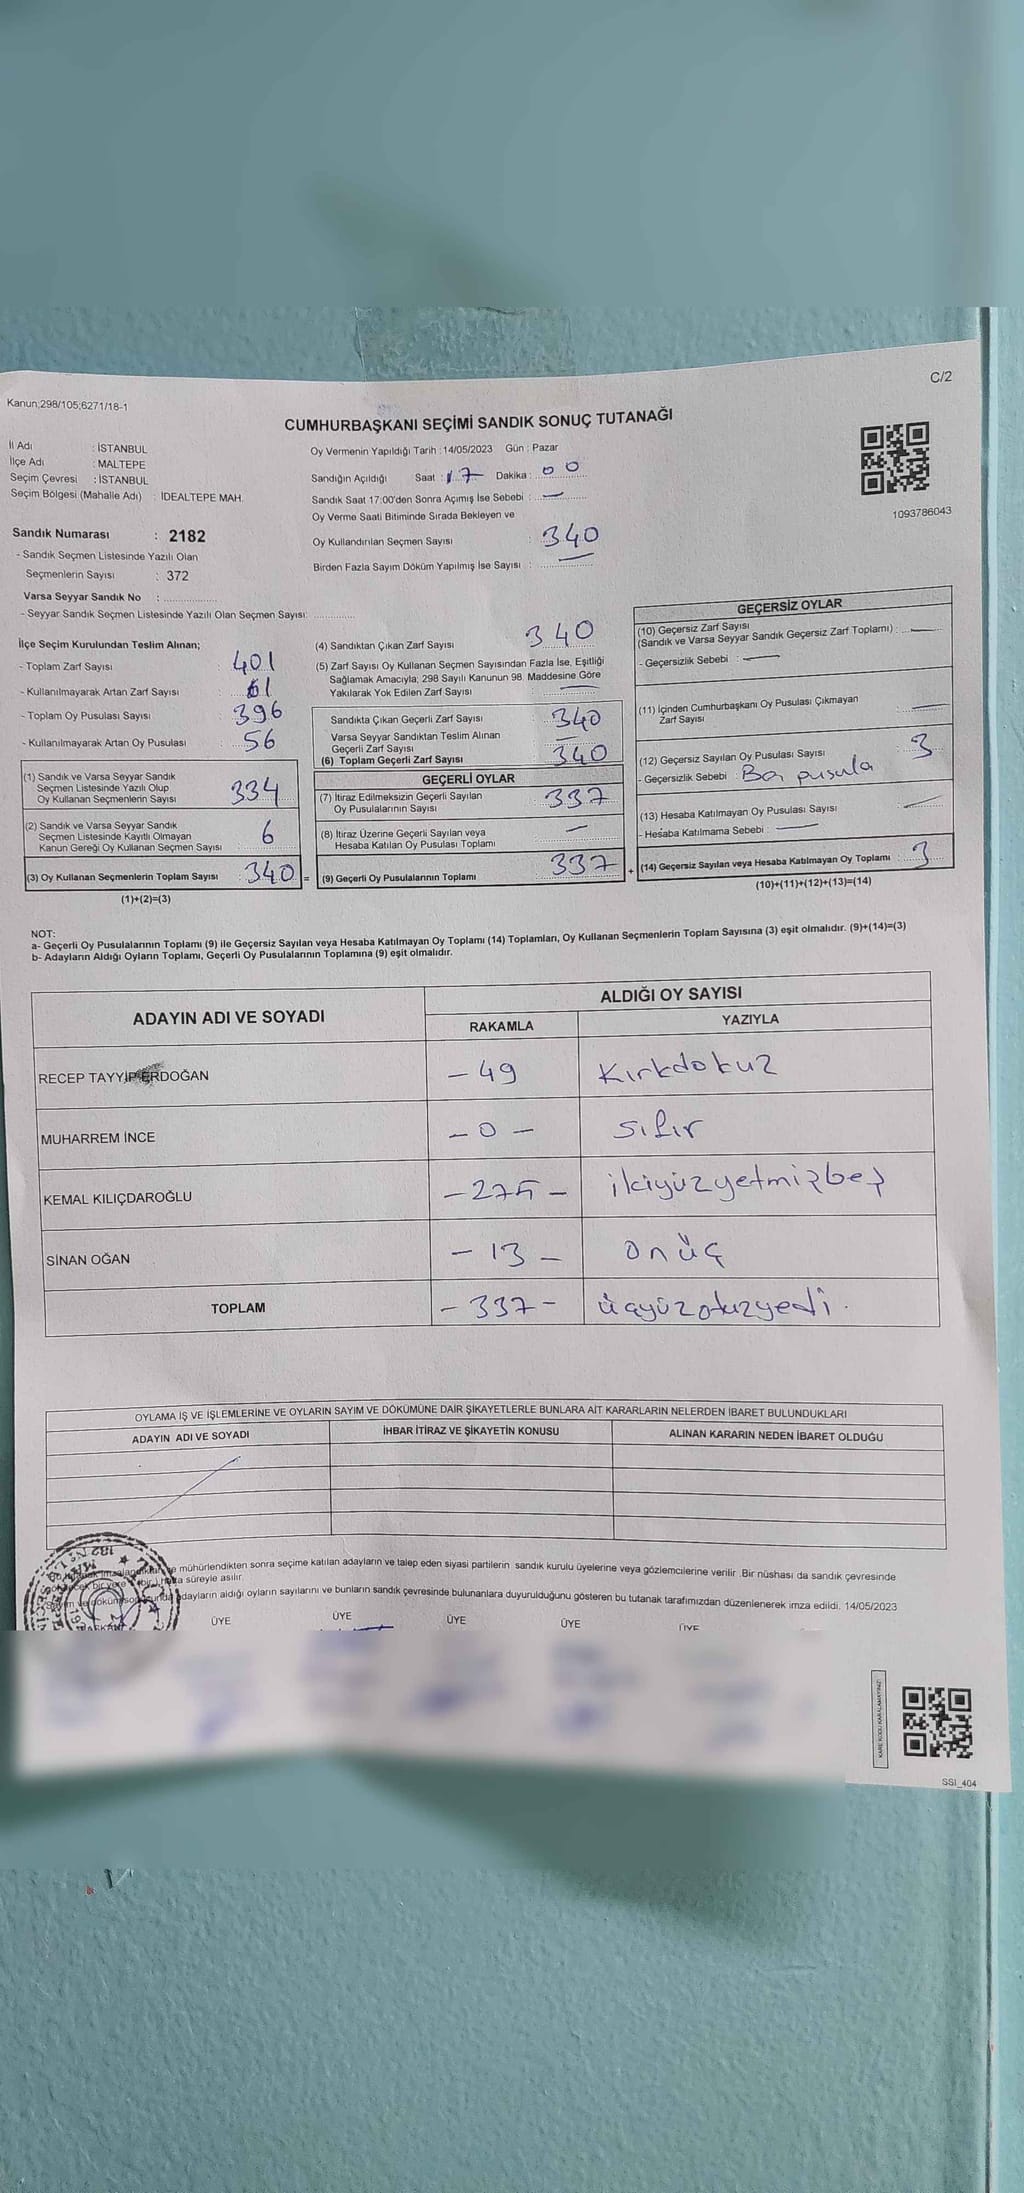 C/2
Kanun;298/105;6271/18-1
CUMHURBAŞKANI SEÇİMİ SANDIK SONUÇ TUTANAĞI
İl Adı : İSTANBUL
İlçe Adı : MALTEPE
Seçim Çevresi : İSTANBUL
Seçim Bölgesi (Mahalle Adı) : İDEALTEPE MAH.
Sandık Numarası : 2182
- Sandık Seçmen Listesinde Yazılı Olan
Seçmenlerin Sayısı : 372
Varsa Seyyar Sandık No :
- Seyyar Sandık Seçmen Listesinde Yazılı Olan Seçmen Sayısı:
Oy Vermenin Yapıldığı Tarih : 14/05/2023 Gün : Pazar
Sandığın Açıldığı Saat : 17 Dakika : 00
Sandık Saat 17:00'den Sonra Açımış İse Sebebi : —
Oy Verme Saati Bitiminde Sırada Bekleyen ve
Oy Kullandırılan Seçmen Sayısı : 340
Birden Fazla Sayım Döküm Yapılmış İse Sayısı : —
1093786043
İlçe Seçim Kurulundan Teslim Alınan;
- Toplam Zarf Sayısı : 401
- Kullanılmayarak Artan Zarf Sayısı : 61
- Toplam Oy Pusulası Sayısı : 396
- Kullanılmayarak Artan Oy Pusulası : 56
(1) Sandık ve Varsa Seyyar Sandık
Seçmen Listesinde Yazılı Olup
Oy Kullanan Seçmenlerin Sayısı : 334
(2) Sandık ve Varsa Seyyar Sandık
Seçmen Listesinde Kayıtlı Olmayan
Kanun Gereği Oy Kullanan Seçmen Sayısı : 6
(3) Oy Kullanan Seçmenlerin Toplam Sayısı : 340 =
(1)+(2)=(3)
(4) Sandıktan Çıkan Zarf Sayısı 340
(5) Zarf Sayısı Oy Kullanan Seçmen Sayısından Fazla İse, Eşitliği
Sağlamak Amacıyla; 298 Sayılı Kanunun 98. Maddesine Göre
Yakılarak Yok Edilen Zarf Sayısı : —
Sandıkta Çıkan Geçerli Zarf Sayısı : 340
Varsa Seyyar Sandıktan Teslim Alınan
Geçerli Zarf Sayısı : —
(6) Toplam Geçerli Zarf Sayısı : 340
GEÇERLİ OYLAR
(7) İtiraz Edilmeksizin Geçerli Sayılan
Oy Pusulalarının Sayısı : 337
(8) İtiraz Üzerine Geçerli Sayılan veya
Hesaba Katılan Oy Pusulası Toplamı : —
(9) Geçerli Oy Pusulalarının Toplamı : 337 +
GEÇERSİZ OYLAR
(10) Geçersiz Zarf Sayısı
(Sandık ve Varsa Seyyar Sandık Geçersiz Zarf Toplamı) : —
- Geçersizlik Sebebi : —
(11) İçinden Cumhurbaşkanı Oy Pusulası Çıkmayan
Zarf Sayısı : —
(12) Geçersiz Sayılan Oy Pusulası Sayısı : 3
- Geçersizlik Sebebi : Boş pusula
(13) Hesaba Katılmayan Oy Pusulası Sayısı : —
- Hesaba Katılmama Sebebi : —
(14) Geçersiz Sayılan veya Hesaba Katılmayan Oy Toplamı : 3
(10)+(11)+(12)+(13)=(14)
NOT:
a- Geçerli Oy Pusulalarının Toplamı (9) ile Geçersiz Sayılan veya Hesaba Katılmayan Oy Toplamı (14) Toplamları, Oy Kullanan Seçmenlerin Toplam Sayısına (3) eşit olmalıdır. (9)+(14)=(3)
b- Adayların Aldığı Oyların Toplamı, Geçerli Oy Pusulalarının Toplamına (9) eşit olmalıdır.
ADAYIN ADI VE SOYADI ALDIĞI OY SAYISI
RAKAMLA YAZIYLA
RECEP TAYYİP ERDOĞAN - 49 Kırkdokuz
MUHARREM İNCE - 0 - sıfır
KEMAL KILIÇDAROĞLU - 275 - ikiyüzyetmişbeş
SİNAN OĞAN - 13 - onüç
TOPLAM - 337 - üçyüzotuzyedi.
OYLAMA İŞ VE İŞLEMLERİNE VE OYLARIN SAYIM VE DÖKÜMÜNE DAİR ŞİKAYETLERLE BUNLARA AİT KARARLARIN NELERDEN İBARET BULUNDUKLARI
ADAYIN ADI VE SOYADI İHBAR İTİRAZ VE ŞİKAYETİN KONUSU ALINAN KARARIN NEDEN İBARET OLDUĞU
mühürlendikten sonra seçime katılan adayların ve talep eden siyasi partilerin sandık kurulu üyelerine veya gözlemcilerine verilir. Bir nüshası da sandık çevresinde
süreyle asılır.
adayların aldığı oyların sayılarını ve bunların sandık çevresinde bulunanlara duyurulduğunu gösteren bu tutanak tarafımızdan düzenlenerek imza edildi. 14/05/2023
ÜYE ÜYE ÜYE ÜYE ÜYE
KARE KODU KARALAMAYINIZ
SSI_404